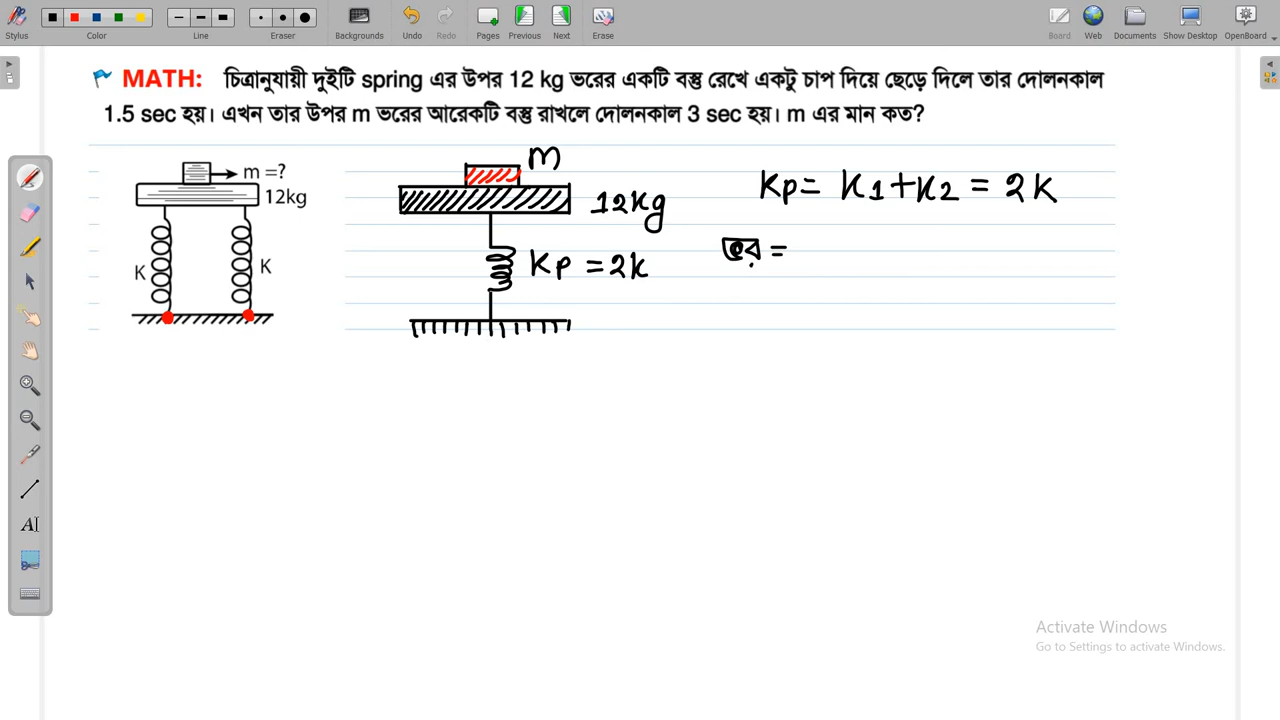 Stylus
Color
Line
Eraser
Backgrounds
Undo
Redo
Pages
Previous
Next
Erase
Board
Web
Documents
Show Desktop
OpenBoard
MATH: চিত্রানুযায়ী দুইটি spring এর উপর 12 kg ভরের একটি বস্তু রেখে একটু চাপ দিয়ে ছেড়ে দিলে তার দোলনকাল
1.5 sec হয়। এখন তার উপর m ভরের আরেকটি বস্তু রাখলে দোলনকাল 3 sec হয়। m এর মান কত?
m =?
12kg
K
K
m
12kg
Kp = 2k
Kp = K1 + K2 = 2K
=
AI
Activate Windows
Go to Settings to activate Windows.